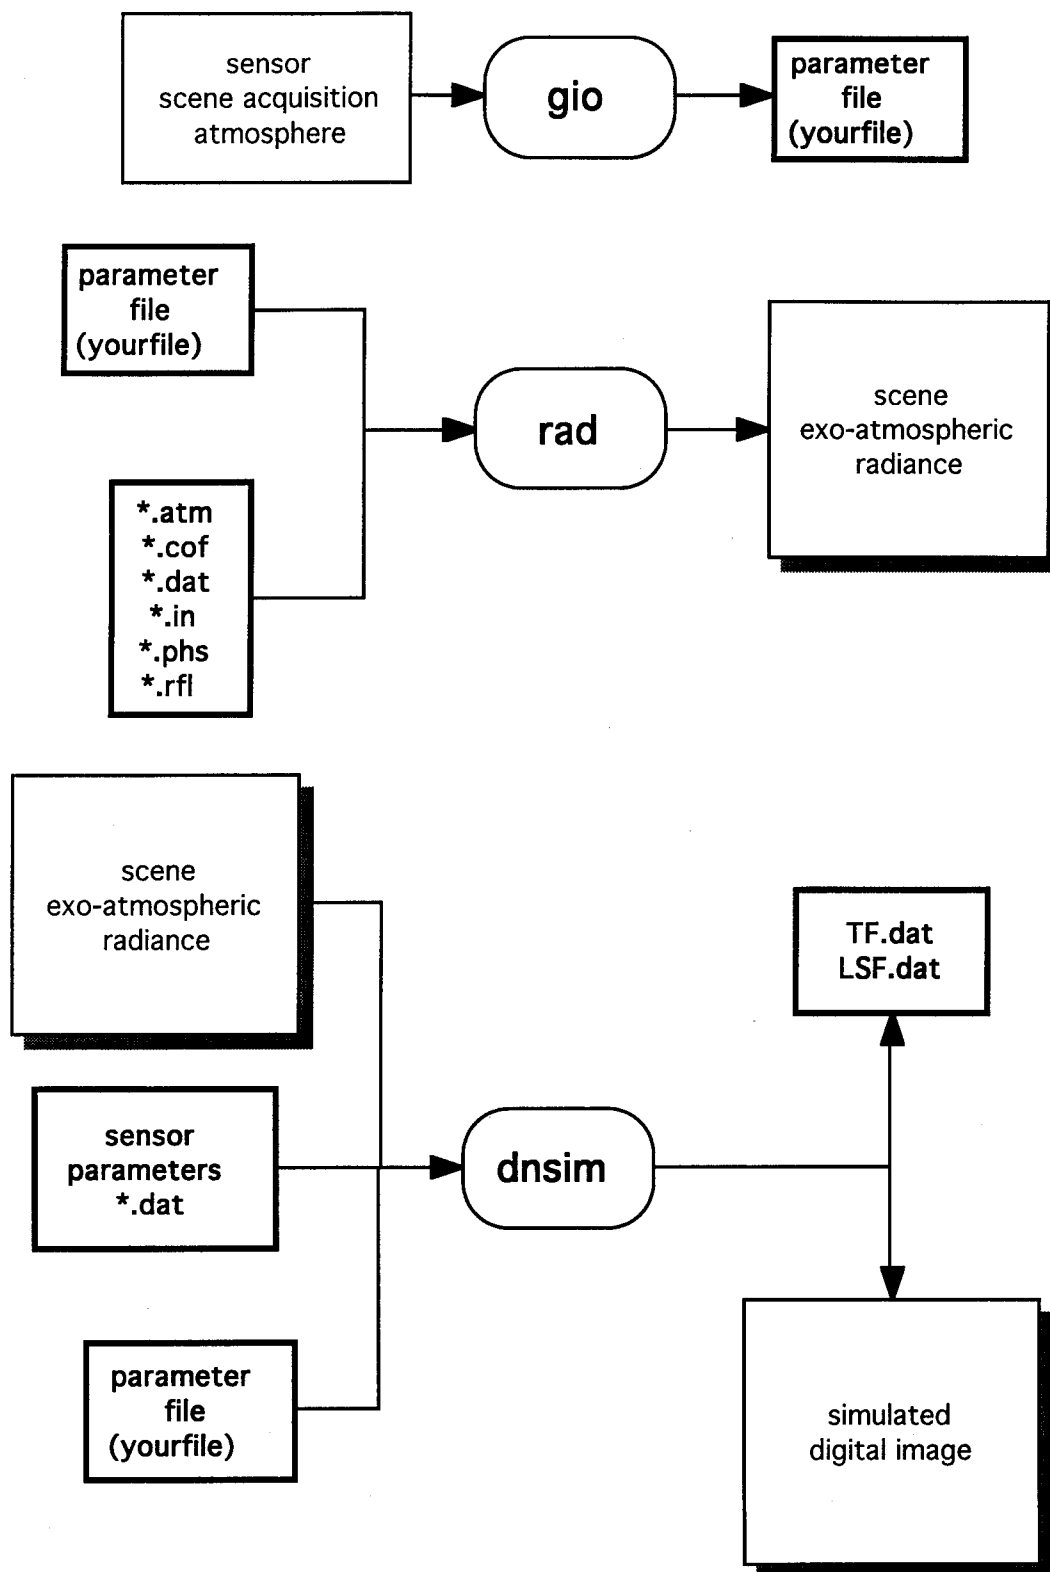 sensor
scene acquisition
atmosphere
gio
parameter
file
(yourfile)
parameter
file
(yourfile)
*.atm
*.cof
*.dat
*.in
*.phs
*.rfl
rad
scene
exo-atmospheric
radiance
scene
exo-atmospheric
radiance
sensor
parameters
*.dat
parameter
file
(yourfile)
dnsim
TF.dat
LSF.dat
simulated
digital image